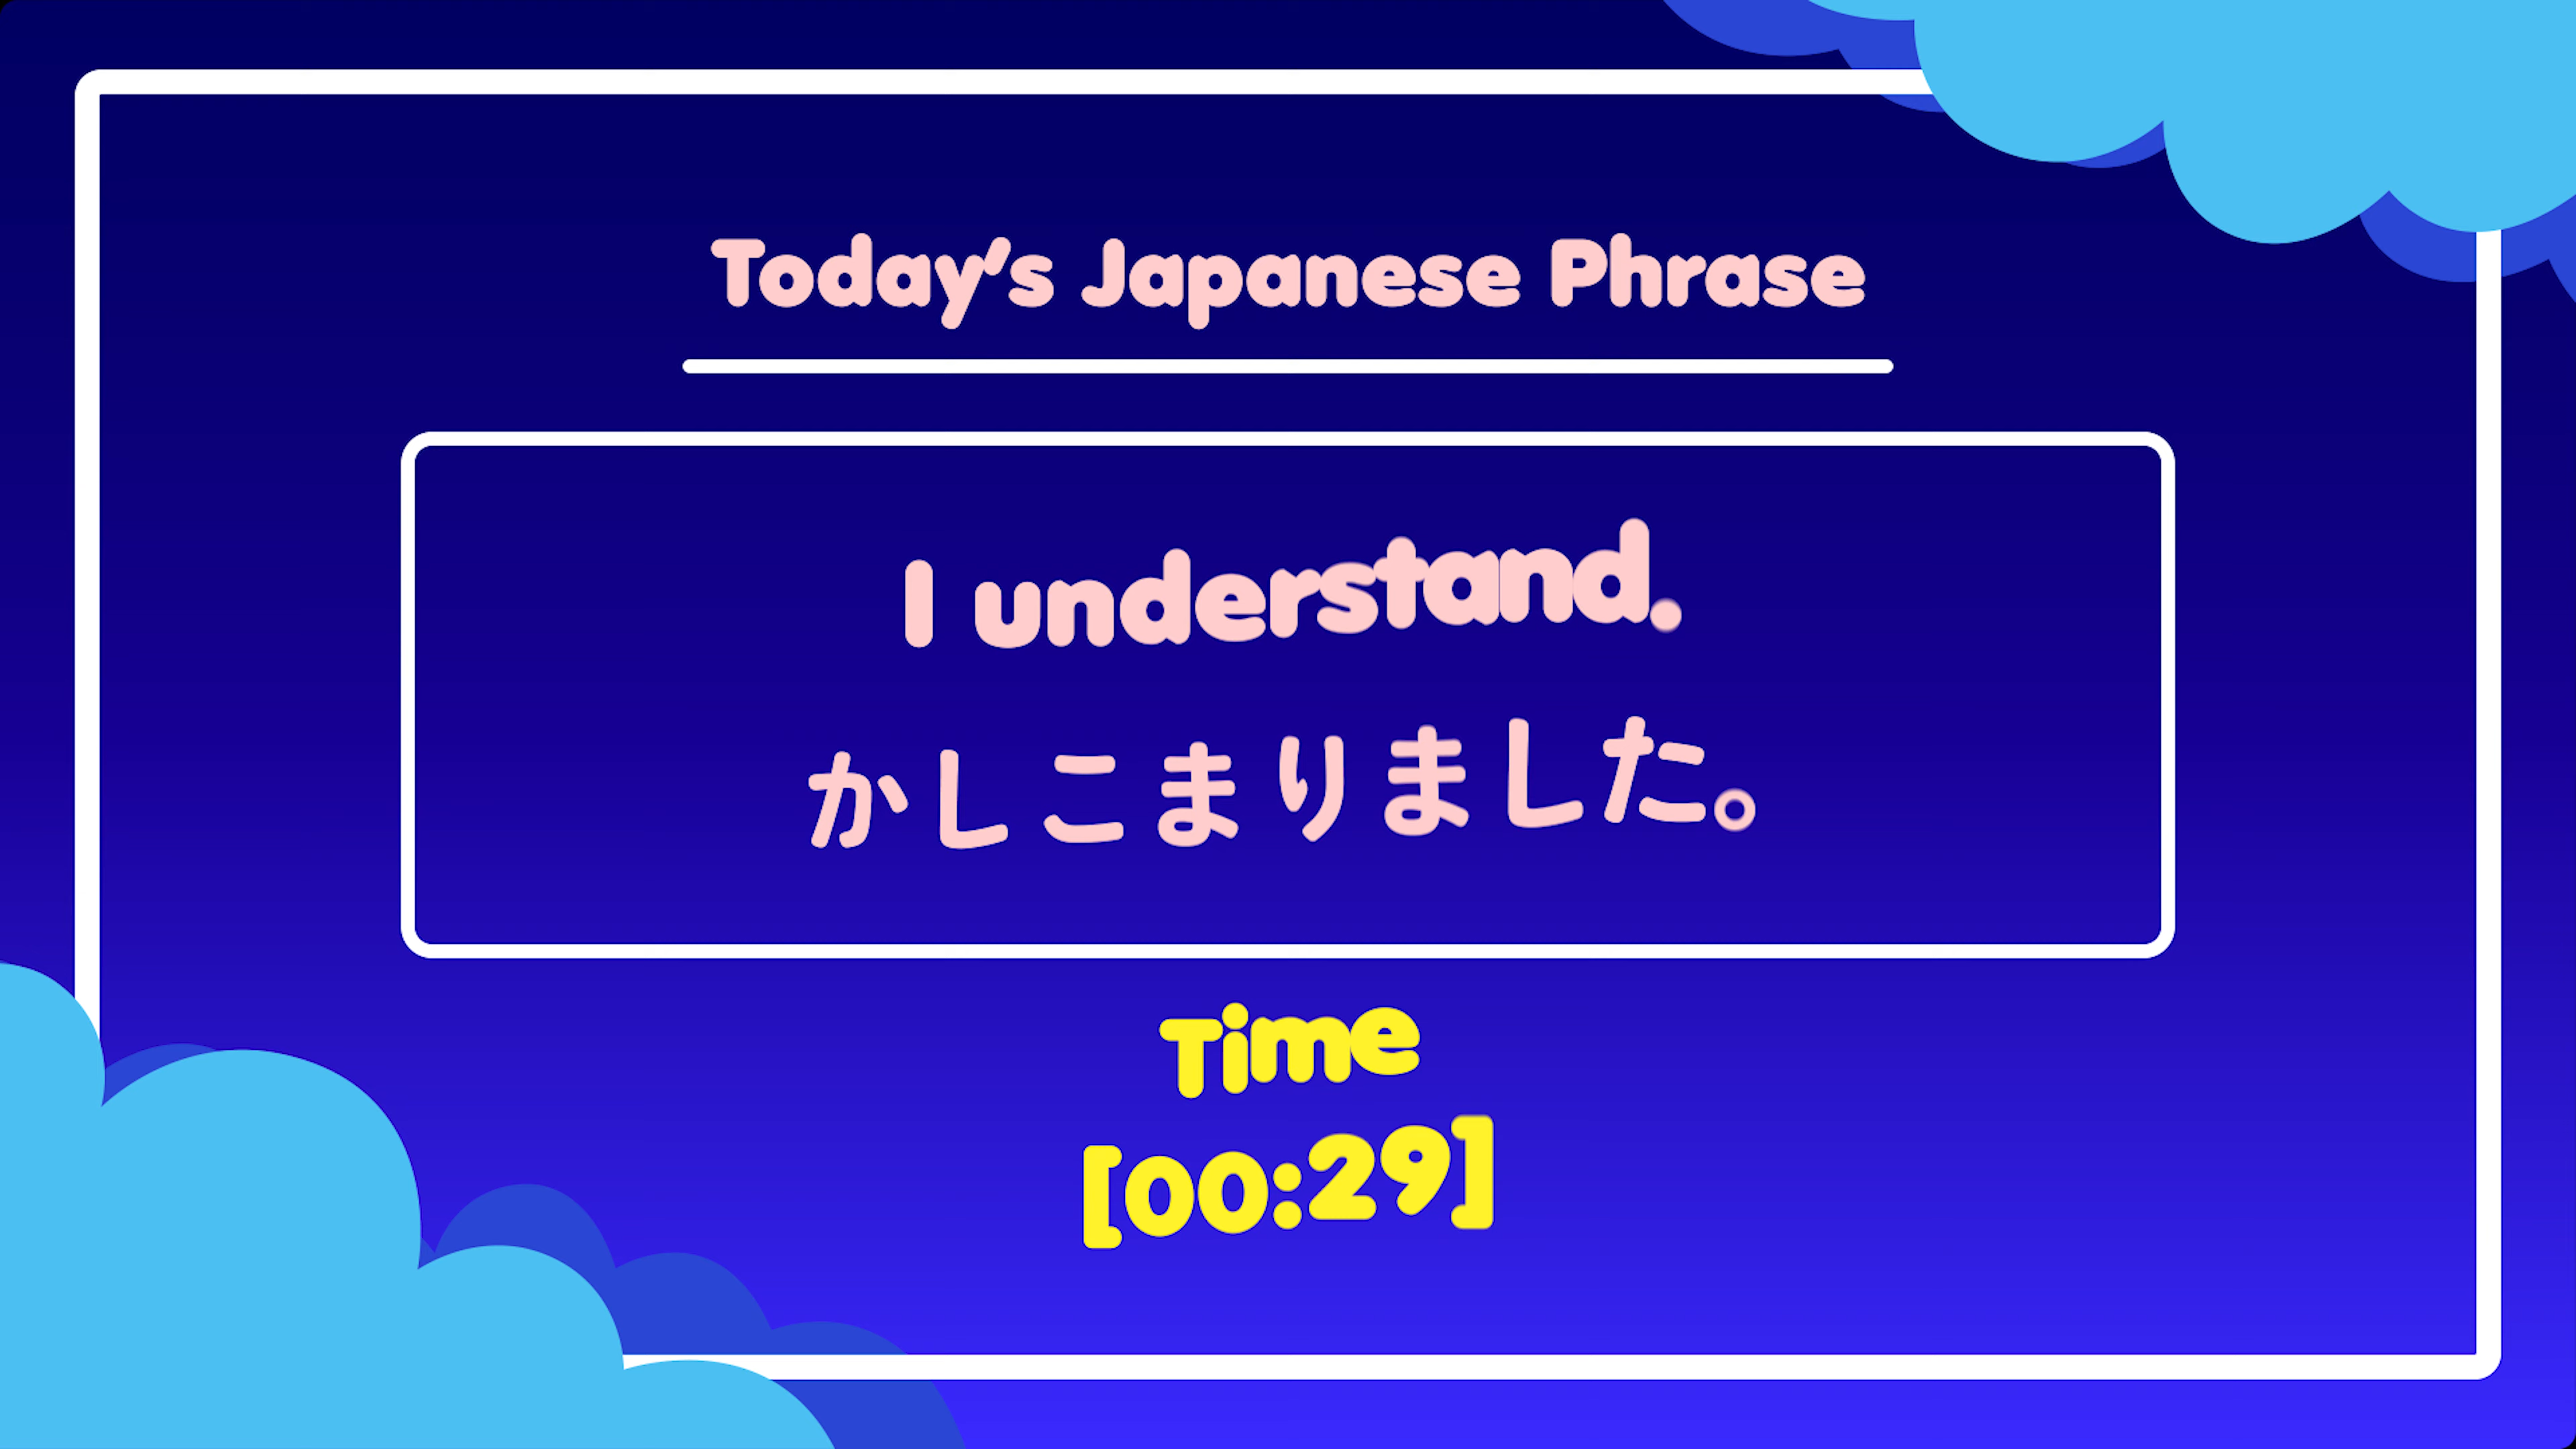 Today's Japanese Phrase
I understand.
かしこまりました。
Time
[00:29]